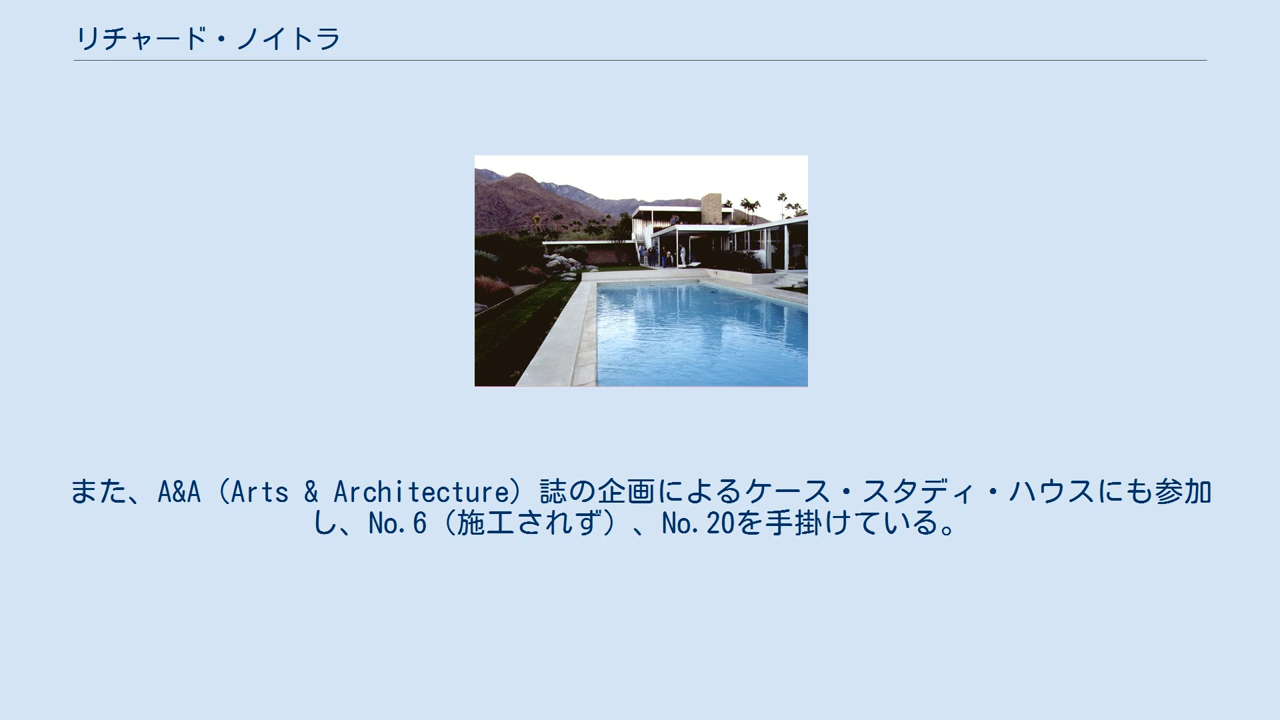 リチャード・ノイトラ
また、A&A（Arts & Architecture）誌の企画によるケース・スタディ・ハウスにも参加
し、No.6（施工されず）、No.20を手掛けている。